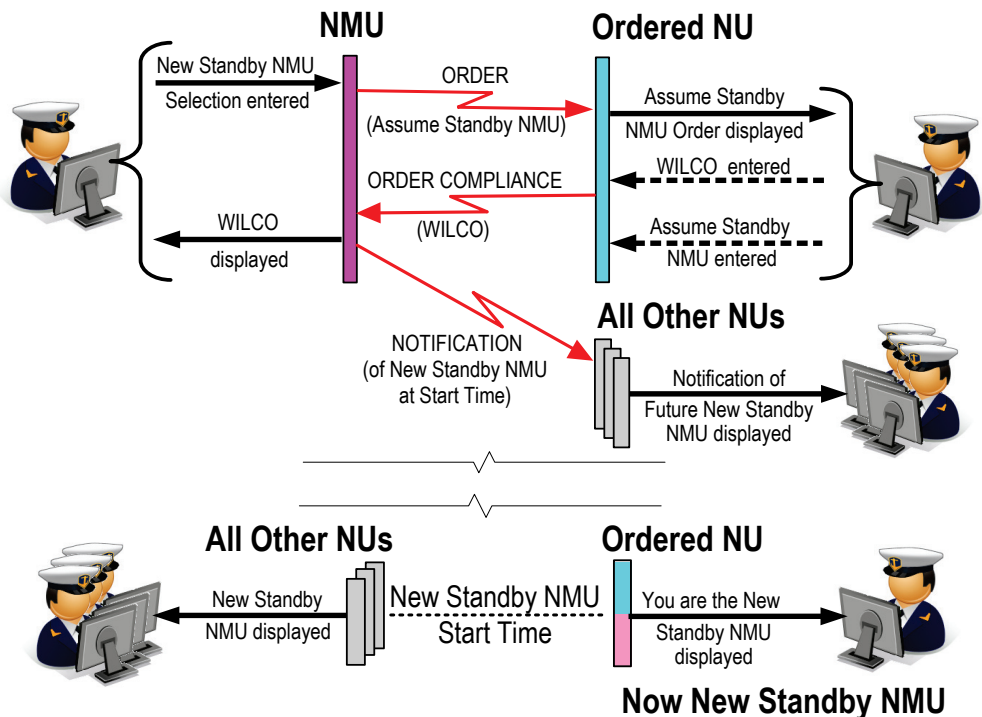 NMU
Ordered NU
New Standby NMU
Selection entered
ORDER
(Assume Standby NMU)
Assume Standby
NMU Order displayed
WILCO entered
ORDER COMPLIANCE
(WILCO)
WILCO
displayed
Assume Standby
NMU entered
All Other NUs
NOTIFICATION
(of New Standby NMU
at Start Time)
Notification of
Future New Standby
NMU displayed
All Other NUs
Ordered NU
New Standby
NMU displayed
New Standby NMU
Start Time
You are the New
Standby NMU
displayed
Now New Standby NMU